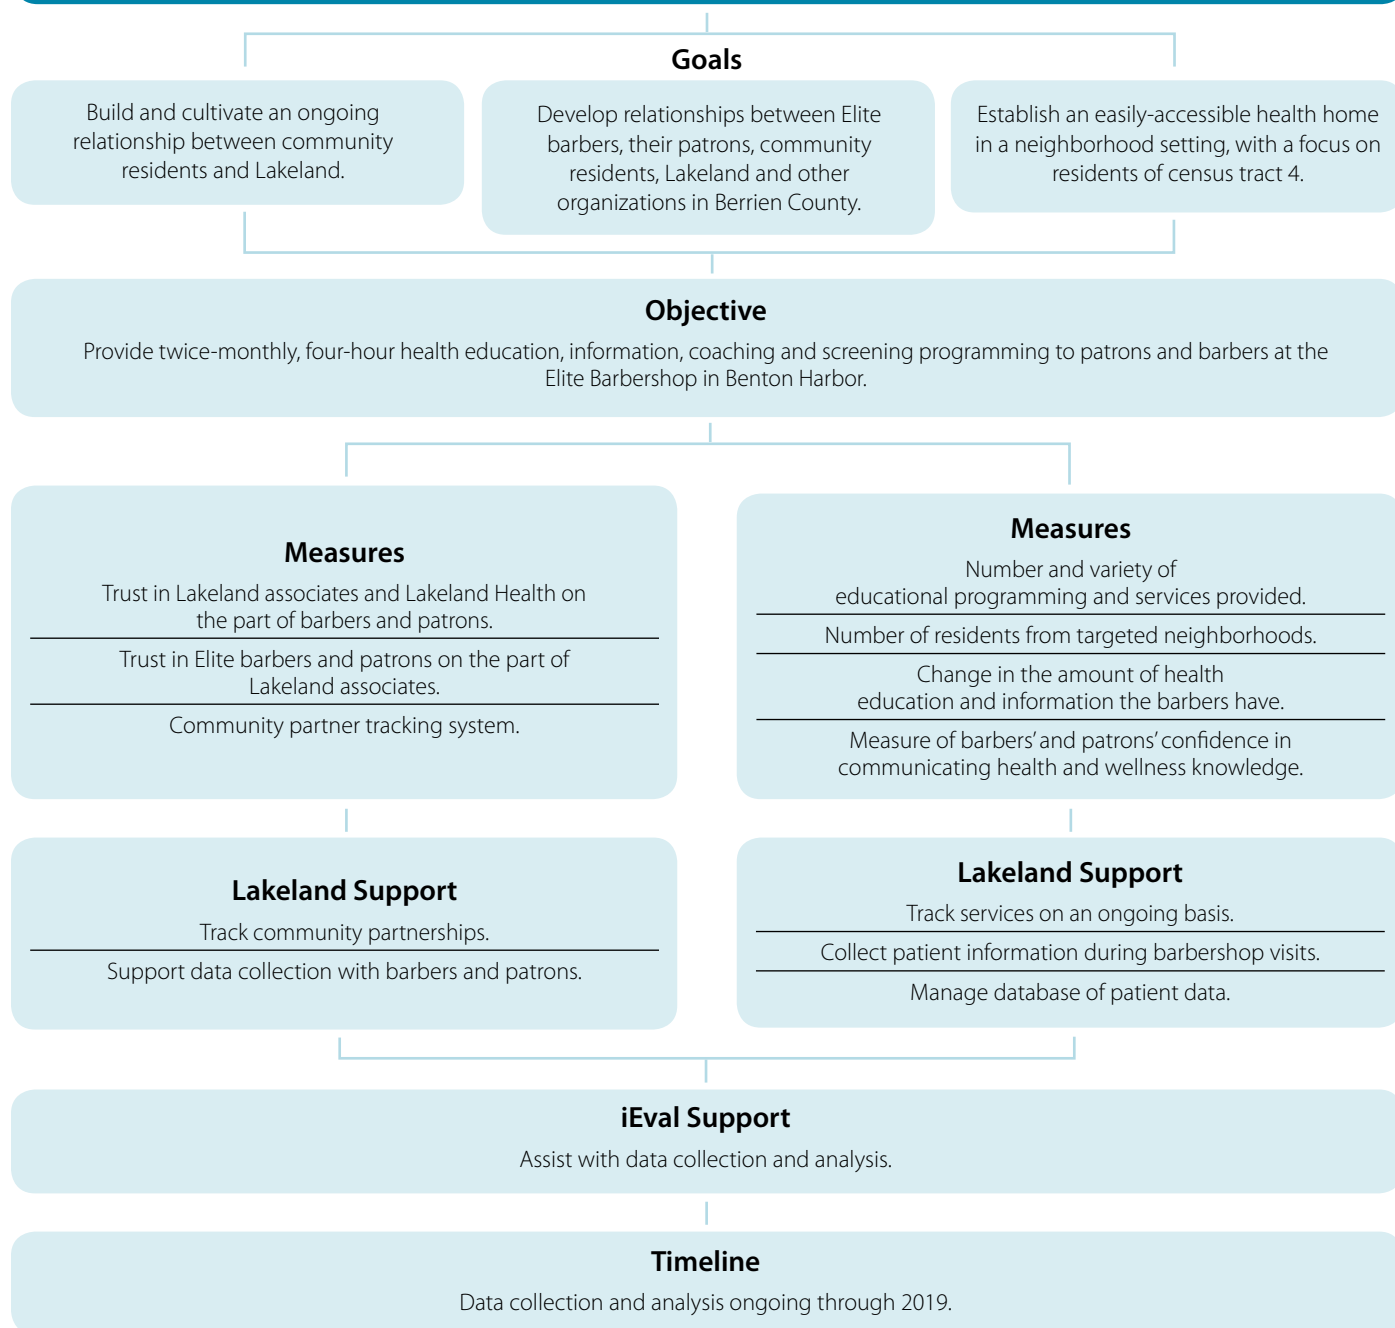 Goals
Build and cultivate an ongoing
relationship between community
residents and Lakeland.
Develop relationships between Elite
barbers, their patrons, community
residents, Lakeland and other
organizations in Berrien County.
Establish an easily-accessible health home
in a neighborhood setting, with a focus on
residents of census tract 4.
Objective
Provide twice-monthly, four-hour health education, information, coaching and screening programming to patrons and barbers at the
Elite Barbershop in Benton Harbor.
Measures
Trust in Lakeland associates and Lakeland Health on
the part of barbers and patrons.
Trust in Elite barbers and patrons on the part of
Lakeland associates.
Community partner tracking system.
Measures
Number and variety of
educational programming and services provided.
Number of residents from targeted neighborhoods.
Change in the amount of health
education and information the barbers have.
Measure of barbers' and patrons' confidence in
communicating health and wellness knowledge.
Lakeland Support
Track community partnerships.
Support data collection with barbers and patrons.
Lakeland Support
Track services on an ongoing basis.
Collect patient information during barbershop visits.
Manage database of patient data.
iEval Support
Assist with data collection and analysis.
Timeline
Data collection and analysis ongoing through 2019.